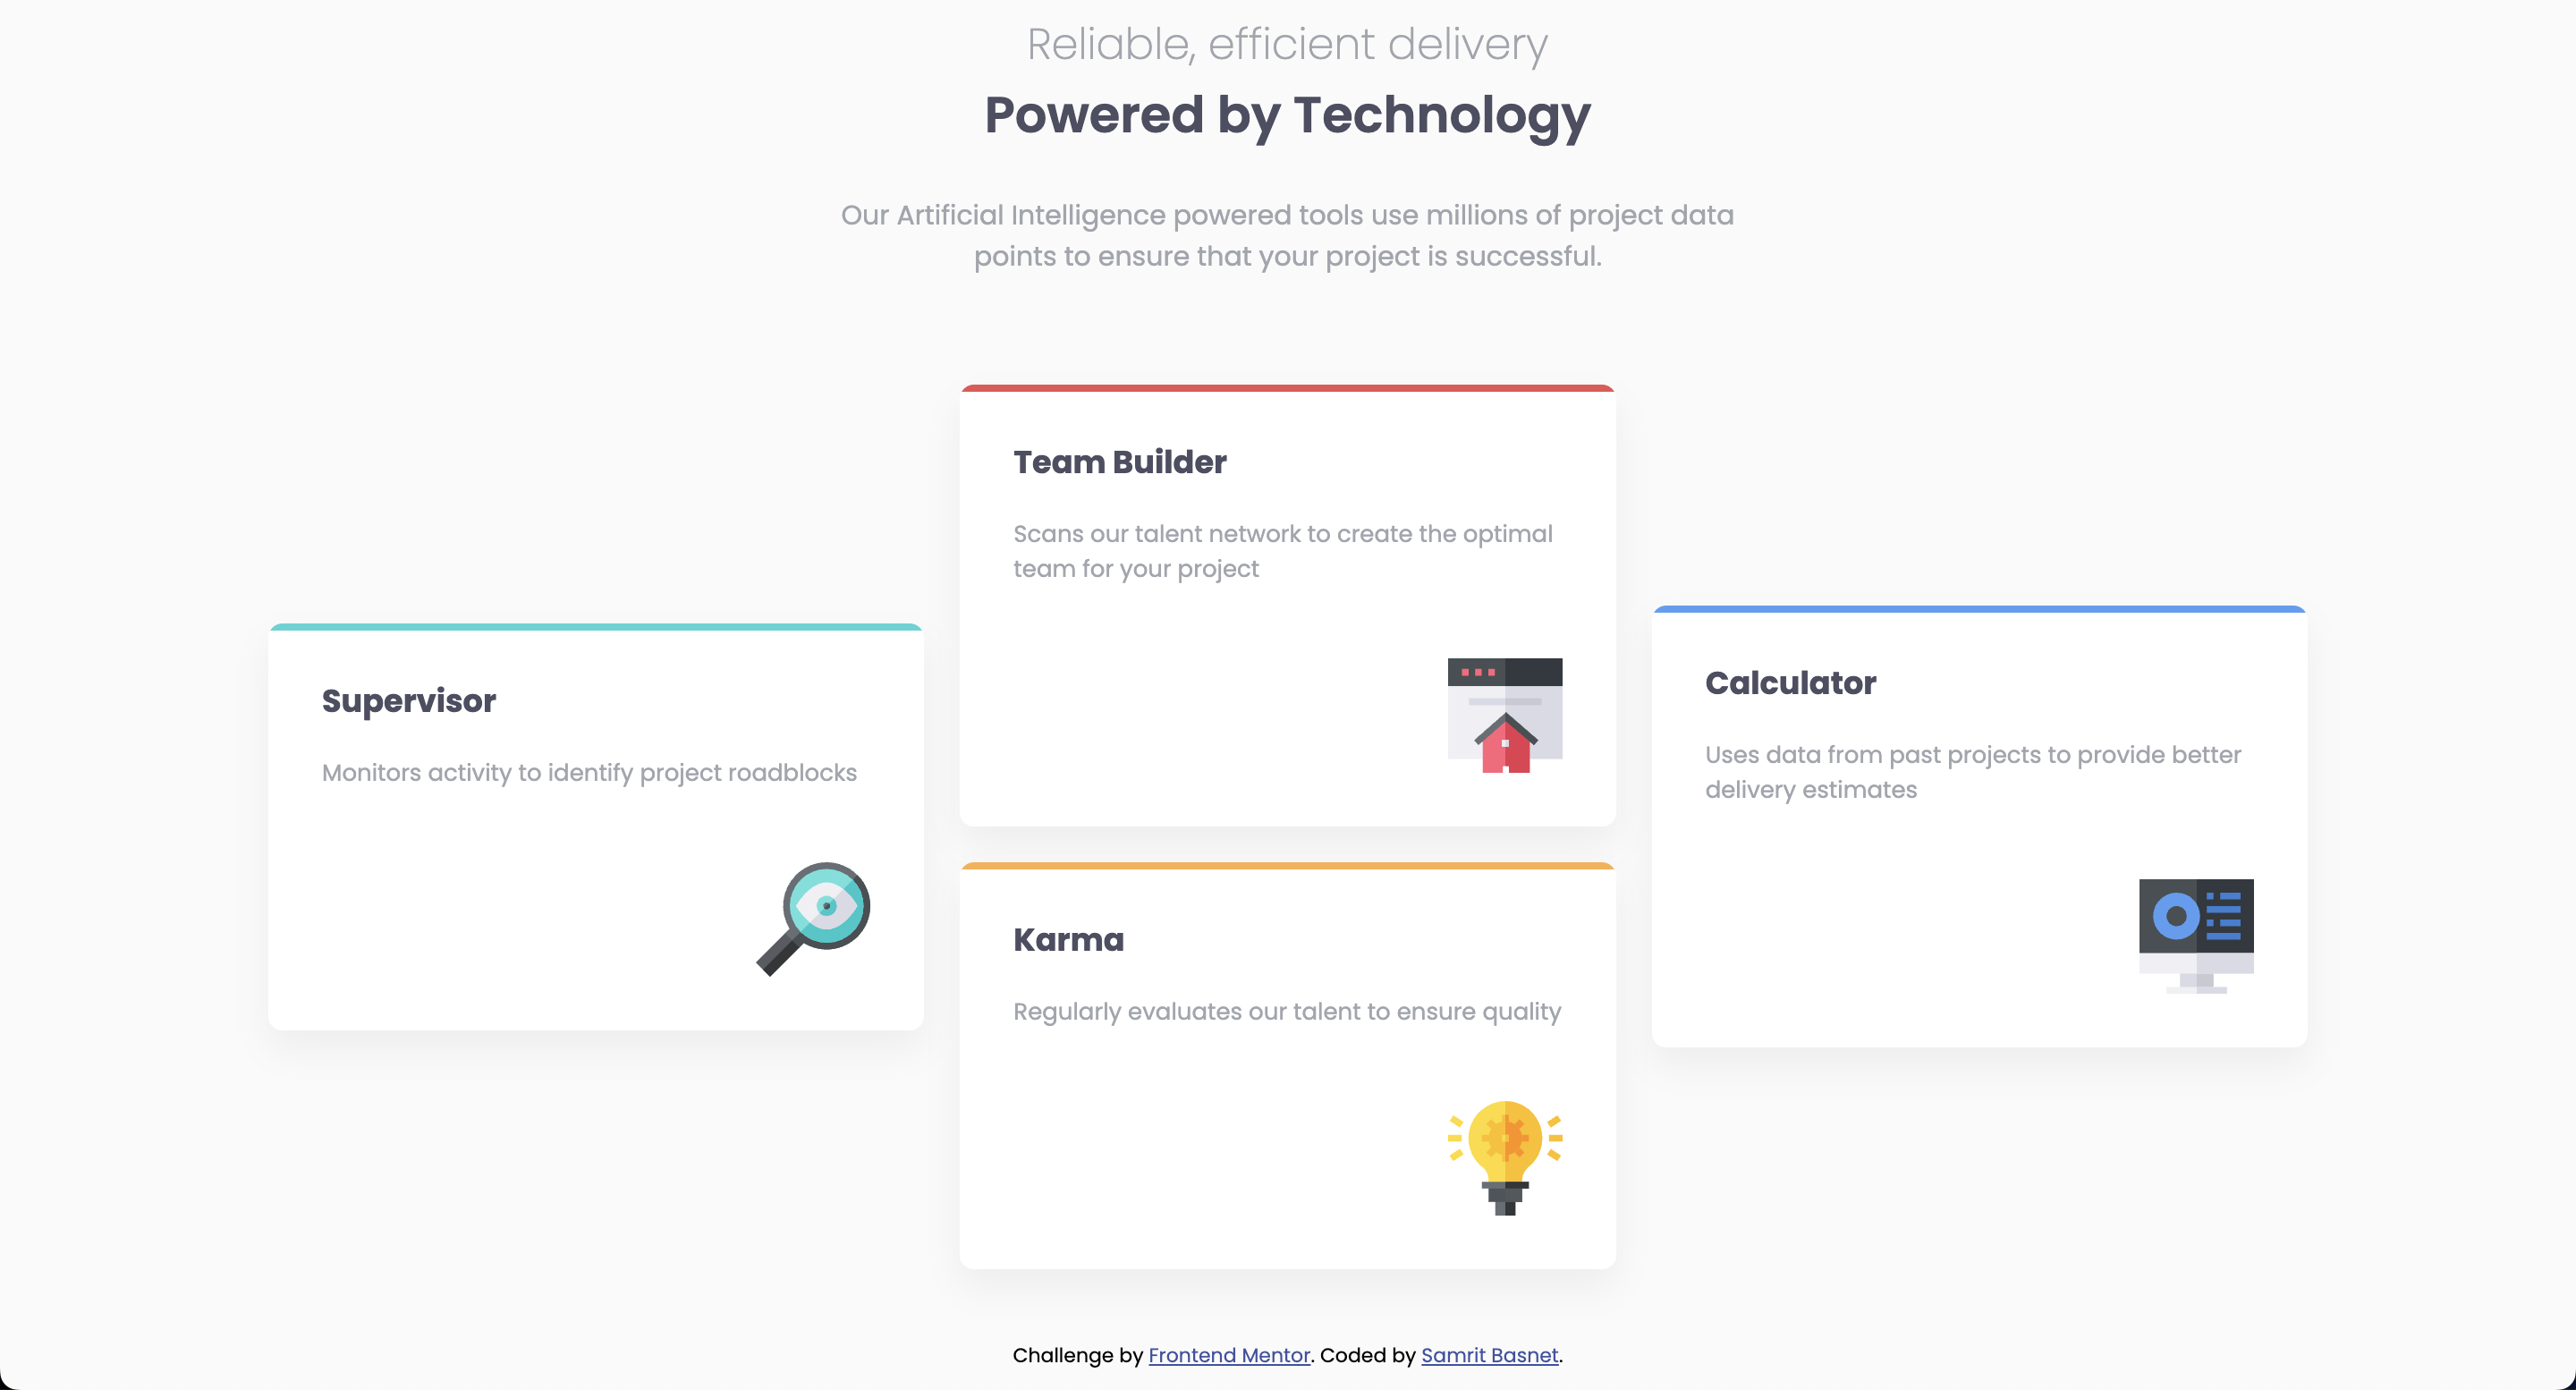 Reliable, efficient delivery
Powered by Technology
Our Artificial Intelligence powered tools use millions of project data
points to ensure that your project is successful.
Supervisor
Monitors activity to identify project roadblocks
Team Builder
Scans our talent network to create the optimal
team for your project
Karma
Regularly evaluates our talent to ensure quality
Calculator
Uses data from past projects to provide better
delivery estimates
Challenge by Frontend Mentor. Coded by Samrit Basnet.